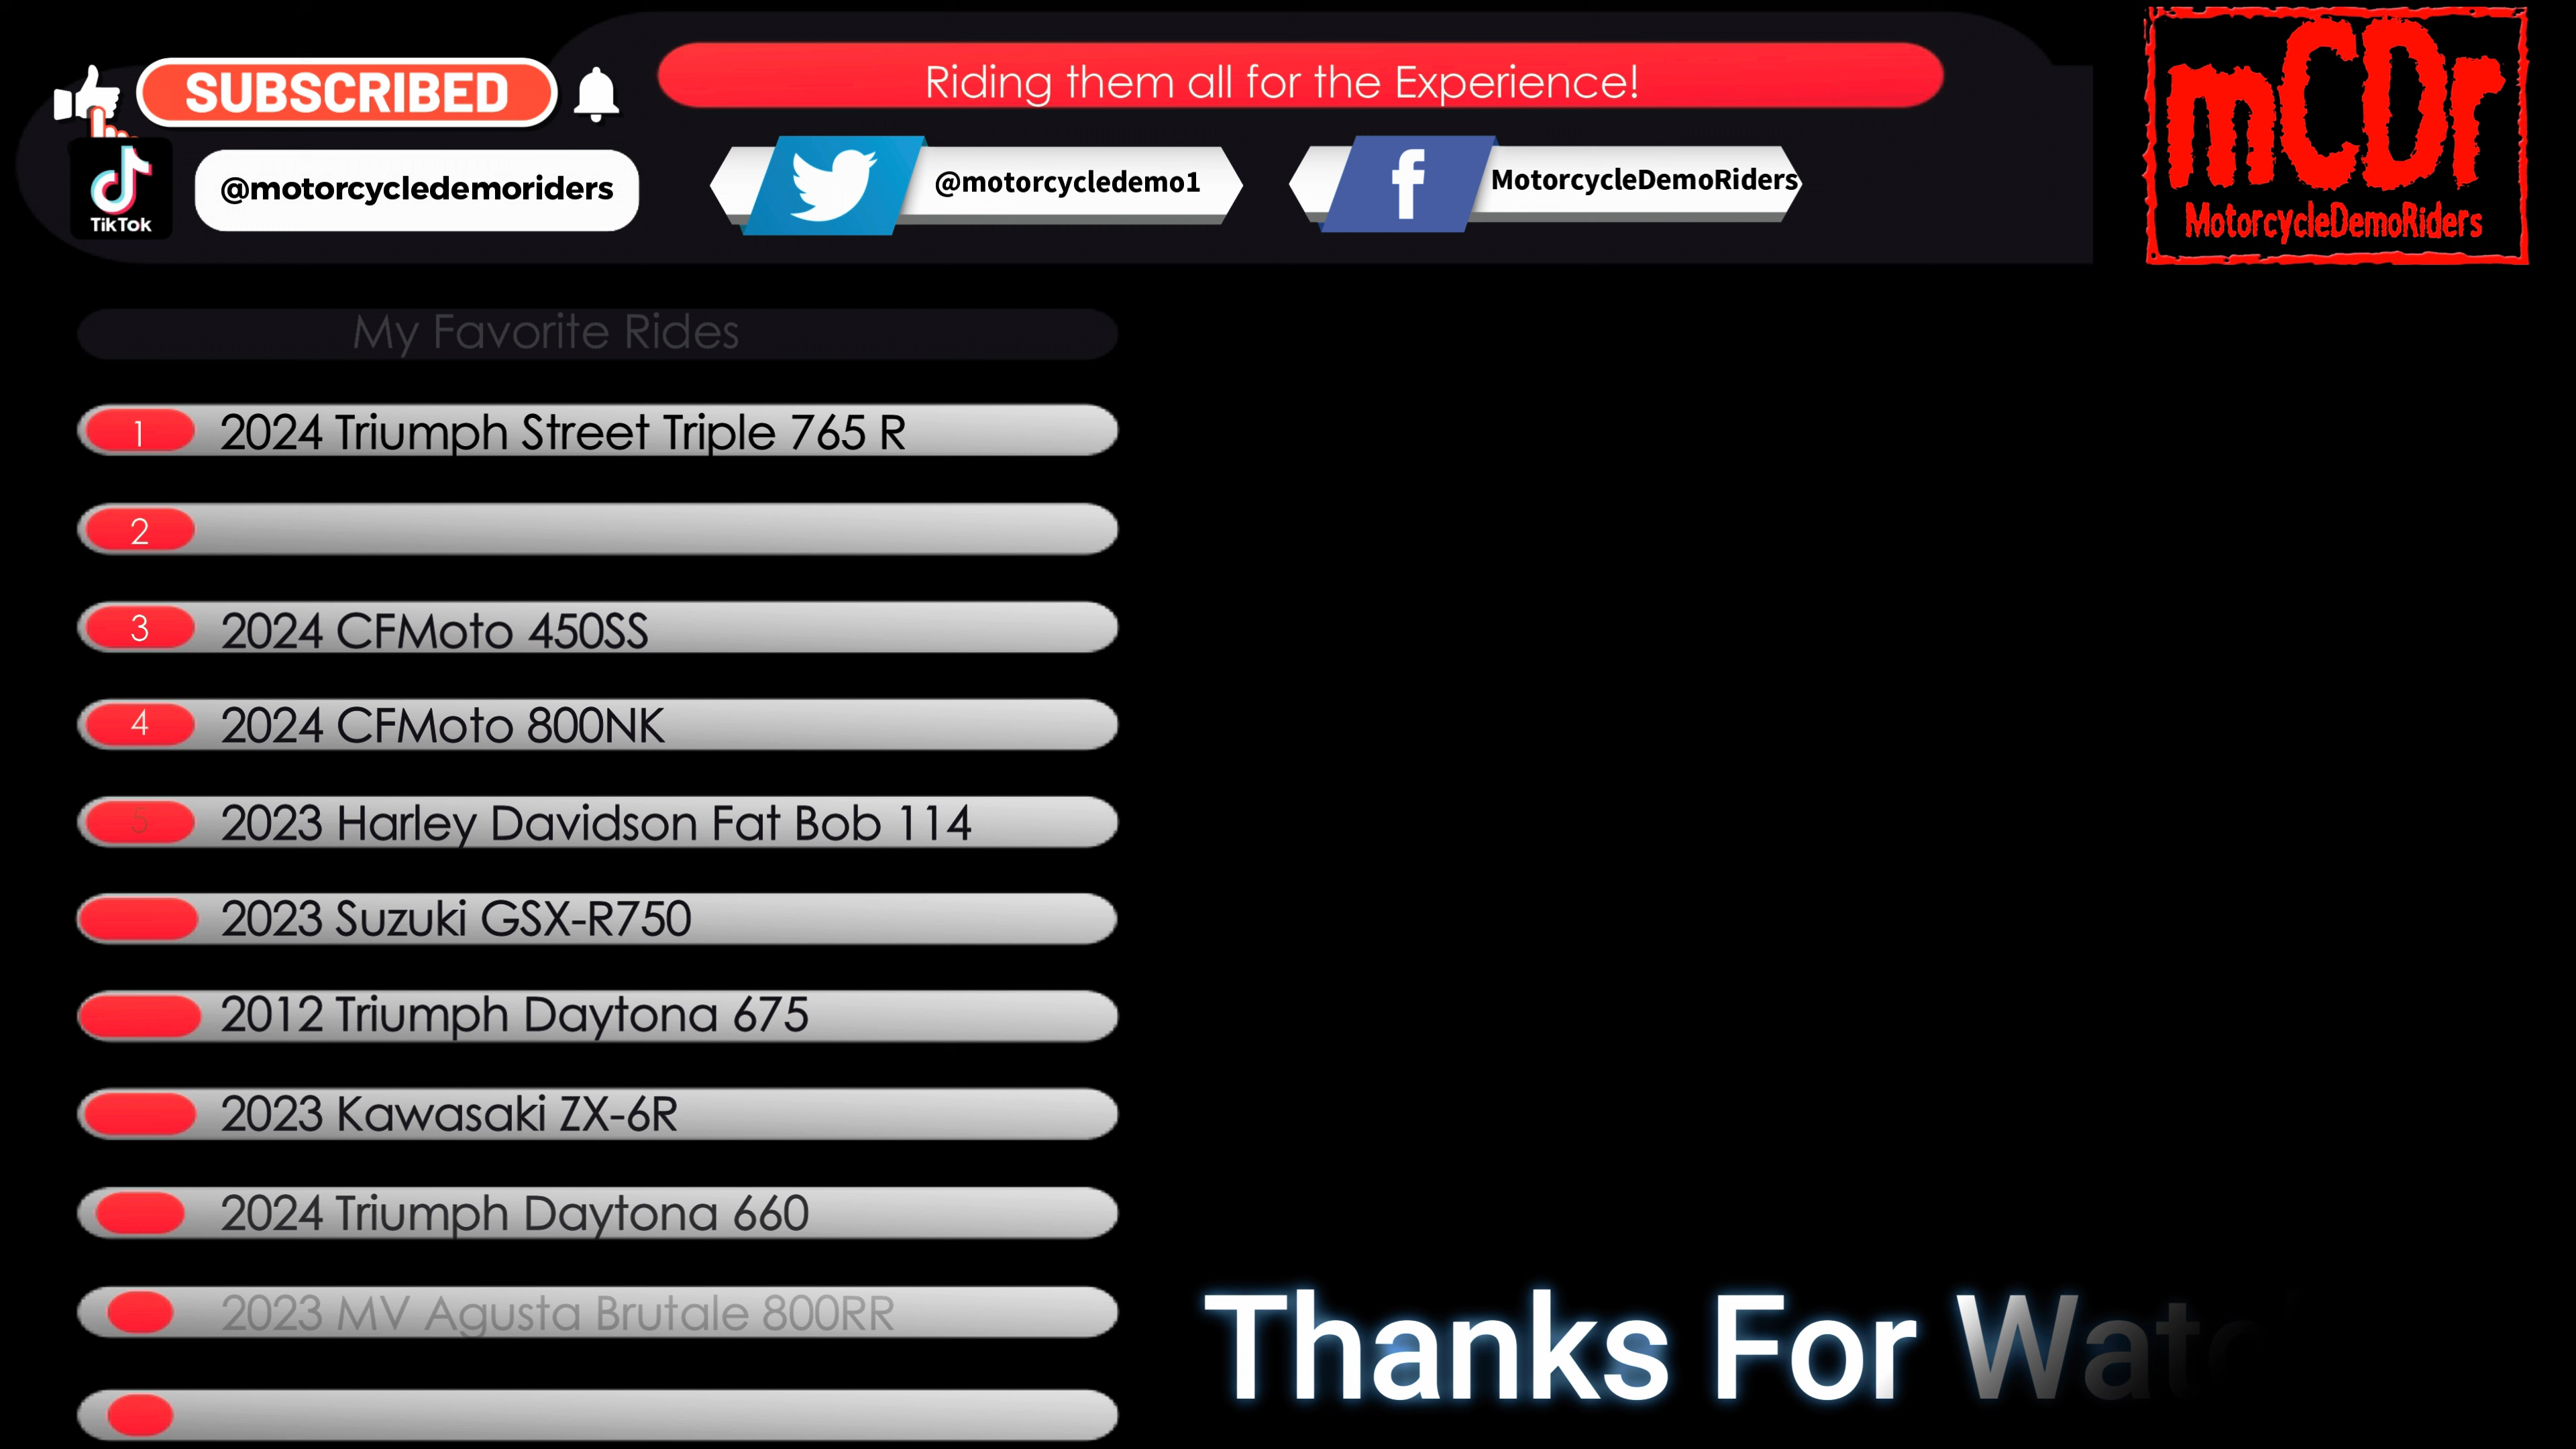 SUBSCRIBED
Riding them all for the Experience!
mCDr
MotorcycleDemoRiders
TikTok
@motorcycledemoriders
@motorcycledemo1
f
MotorcycleDemoRiders
My Favorite Rides
1 2024 Triumph Street Triple 765 R
2
3 2024 CFMoto 450SS
4 2024 CFMoto 800NK
5 2023 Harley Davidson Fat Bob 114
2023 Suzuki GSX-R750
2012 Triumph Daytona 675
2023 Kawasaki ZX-6R
2024 Triumph Daytona 660
2023 MV Agusta Brutale 800RR
Thanks For Watc